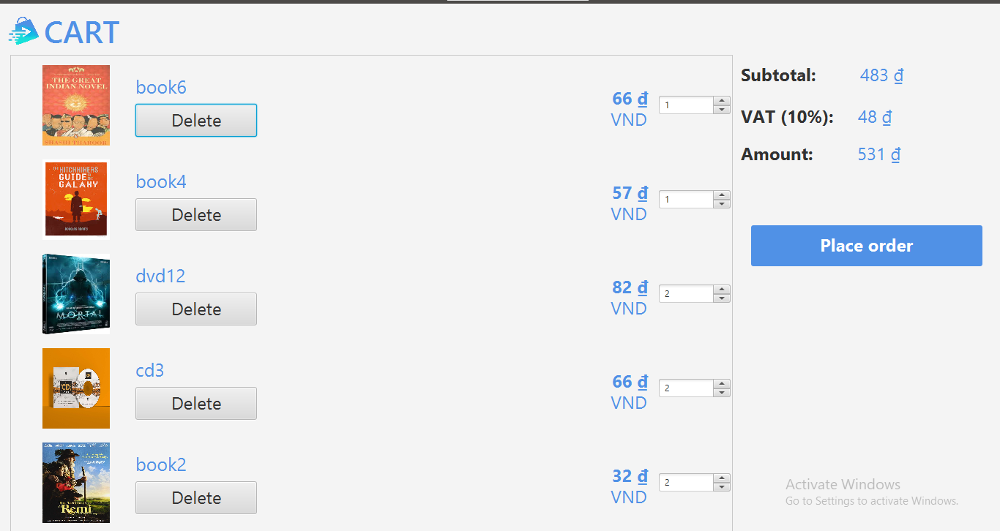 CART
THE GREAT
INDIAN NOVEL
SHASHI THAROOR
book6
Delete
66 ₫
VND
1
THE HITCHHIKERS
GUIDE TO THE
GALAXY
DOUGLAS ADAMS
book4
Delete
57 ₫
VND
1
MORTAL
dvd12
Delete
82 ₫
VND
2
CD
cd3
Delete
66 ₫
VND
2
Remi
book2
Delete
32 ₫
VND
2
Subtotal: 483 ₫
VAT (10%): 48 ₫
Amount: 531 ₫
Place order
Activate Windows
Go to Settings to activate Windows.